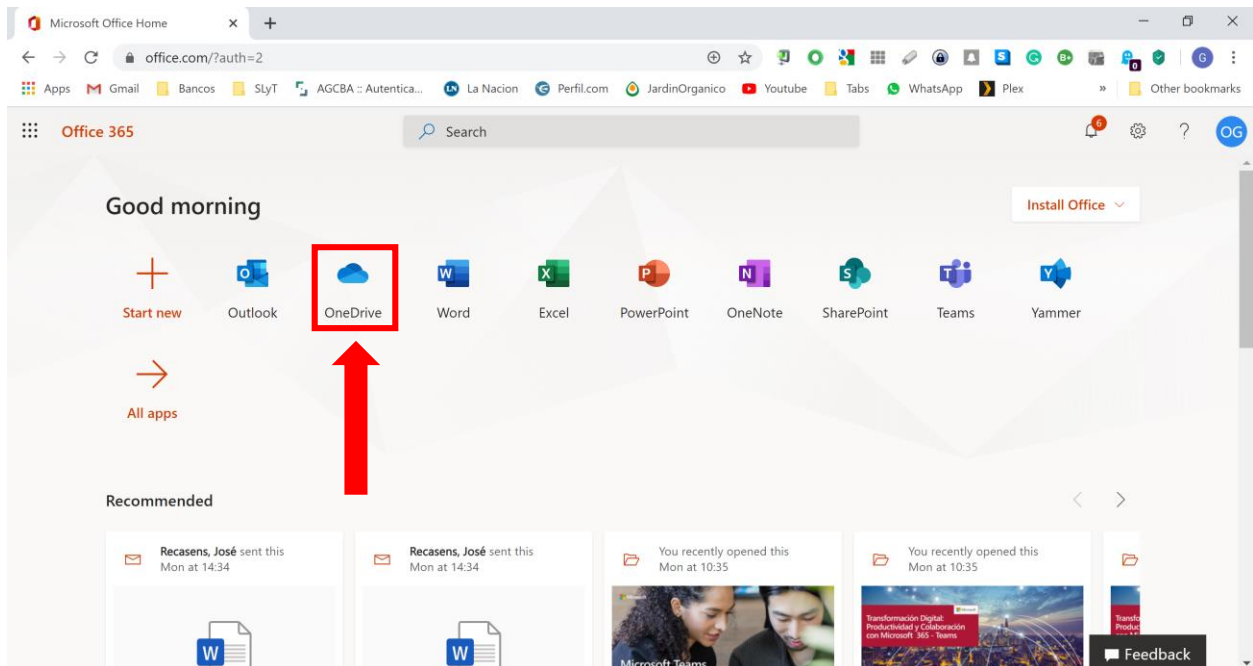 Microsoft Office Home
office.com/?auth=2
Apps Gmail Bancos SLyT AGCBA :: Autentica... La Nacion Perfil.com JardinOrganico Youtube Tabs WhatsApp Plex » Other bookmarks
Office 365 Search 6 ? OG
Good morning
Install Office
Start new Outlook OneDrive Word Excel PowerPoint OneNote SharePoint Teams Yammer
All apps
Recommended
Recasens, José sent this
Mon at 14:34
Recasens, José sent this
Mon at 14:34
You recently opened this
Mon at 10:35
You recently opened this
Mon at 10:35
Microsoft Teams
Microsoft
Transformación Digital:
Productividad y Colaboración
con Microsoft 365 - Teams
Feedback